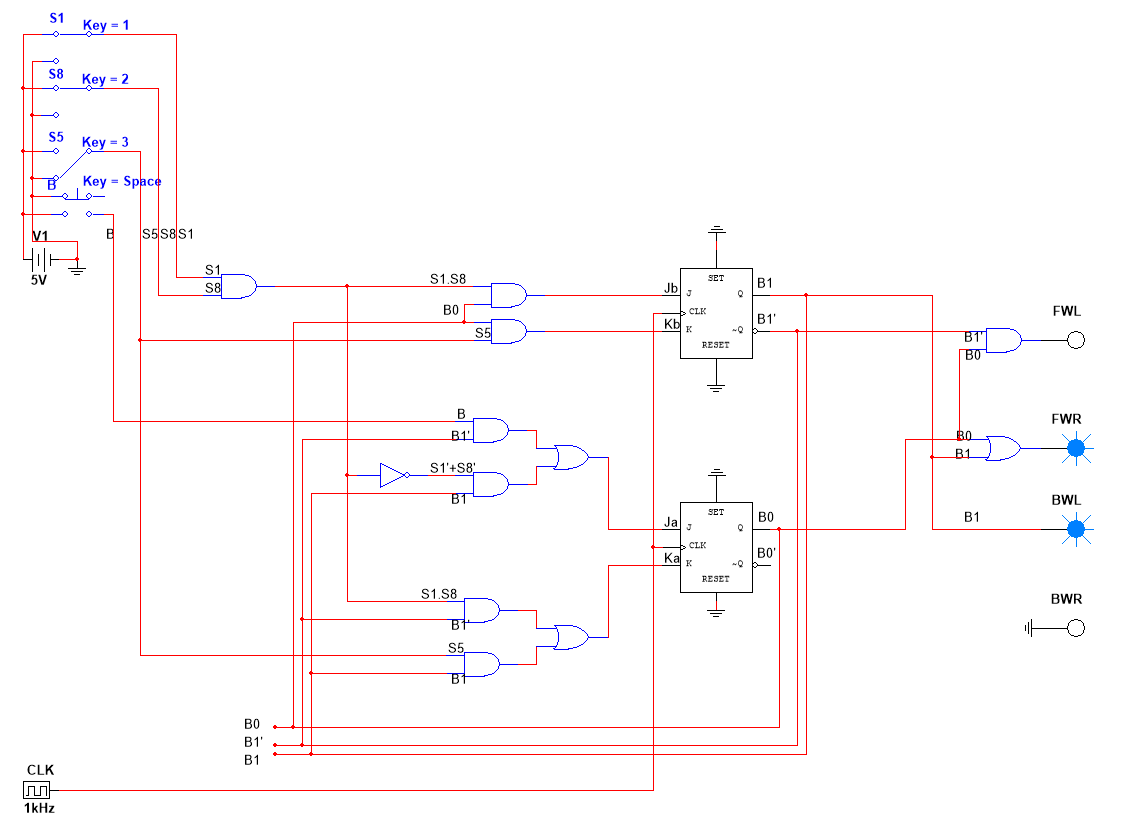 S1
Key = 1
S8
Key = 2
S5
Key = 3
B
Key = Space
B
S5
S8
S1
V1
5V
S1
S8
S1.S8
B0
S5
Jb
Kb
SET
J
Q
CLK
K
~Q
RESET
B1
B1'
FWL
B1'
B0
B
B1'
S1'+S8'
B1
Ja
Ka
SET
J
Q
CLK
K
~Q
RESET
B0
B0'
FWR
B0
B1
BWL
B1
BWR
S1.S8
B1'
S5
B1
B0
B1'
B1
CLK
1kHz